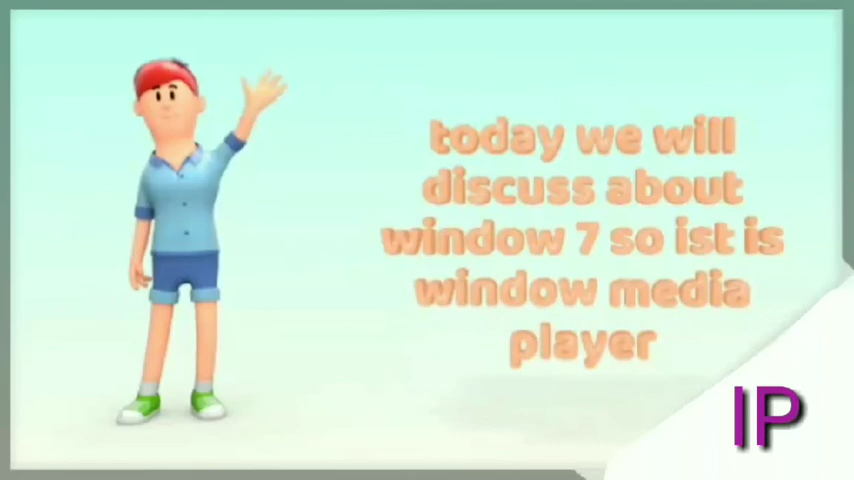 today we will
discuss about
window 7 so ist is
window media
player
IP